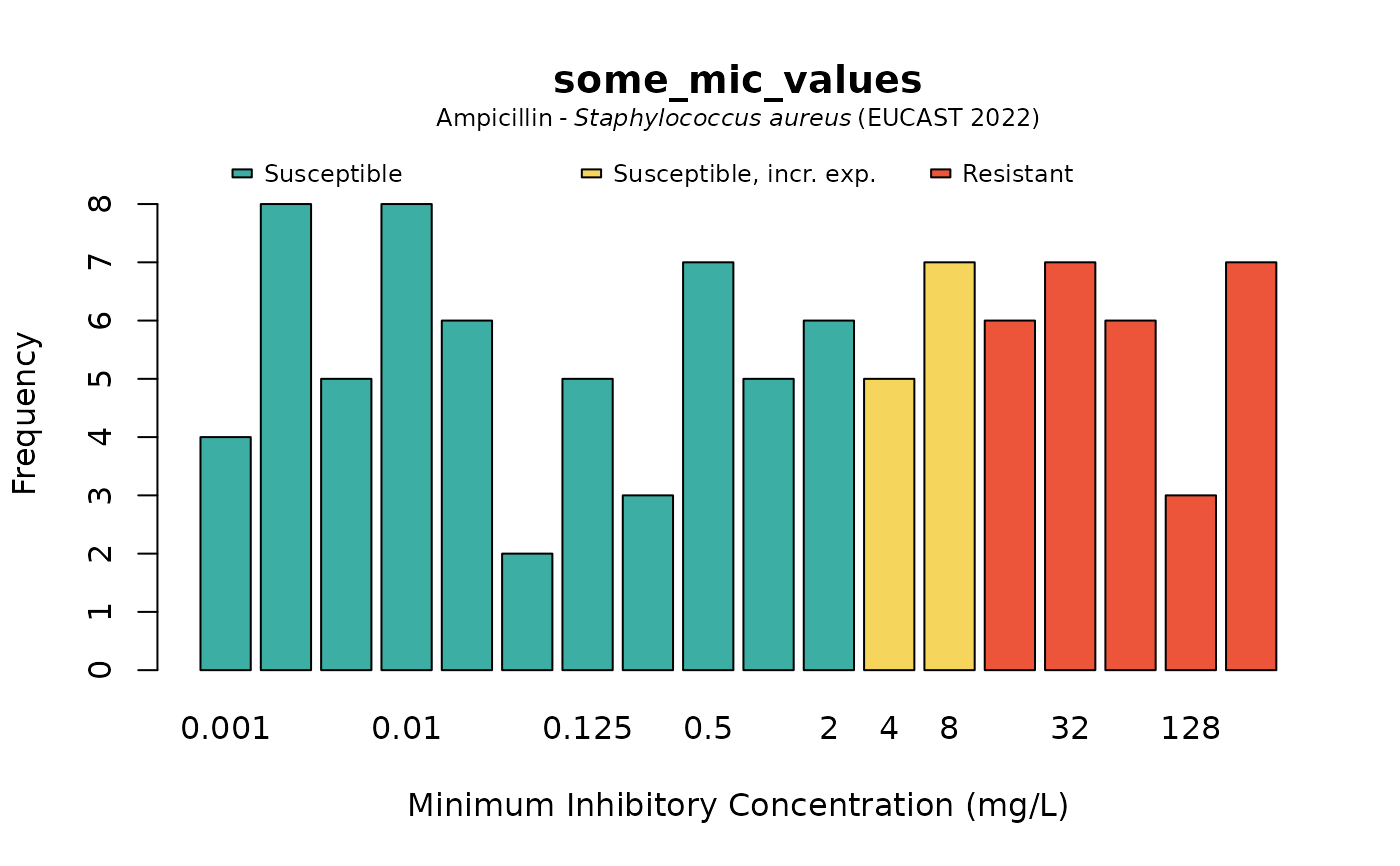 some_mic_values
Ampicillin - Staphylococcus aureus (EUCAST 2022)
Susceptible Susceptible, incr. exp. Resistant
8
7
6
5
4
3
2
1
0
Frequency
0.001 0.01 0.125 0.5 2 4 8 32 128
Minimum Inhibitory Concentration (mg/L)